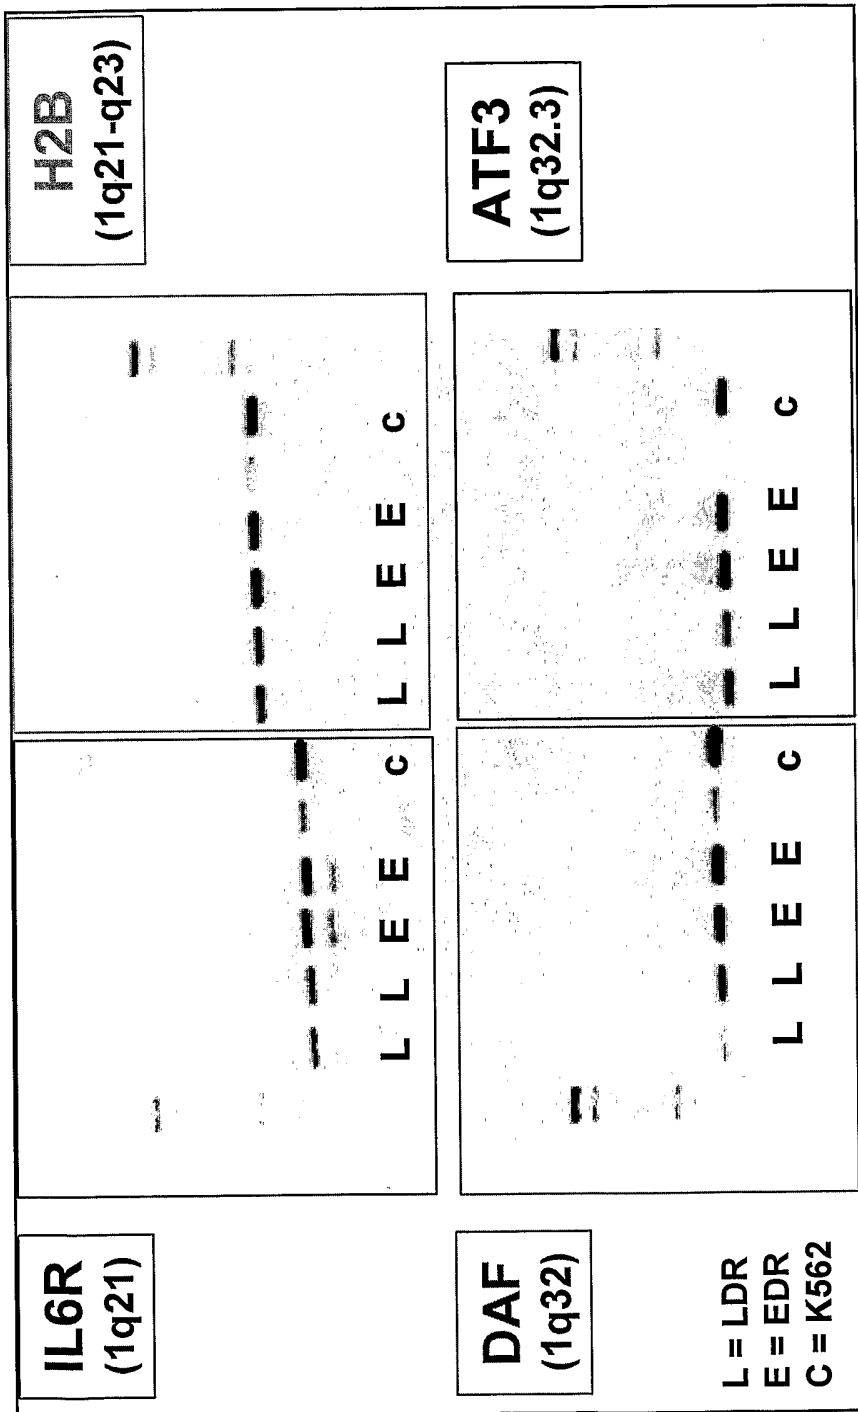 IL6R
(1q21)
L L E E c
H2B
(1q21-q23)
L L E E c
DAF
(1q32)
L L E E c
ATF3
(1q32.3)
L L E E c
L = LDR
E = EDR
C = K562